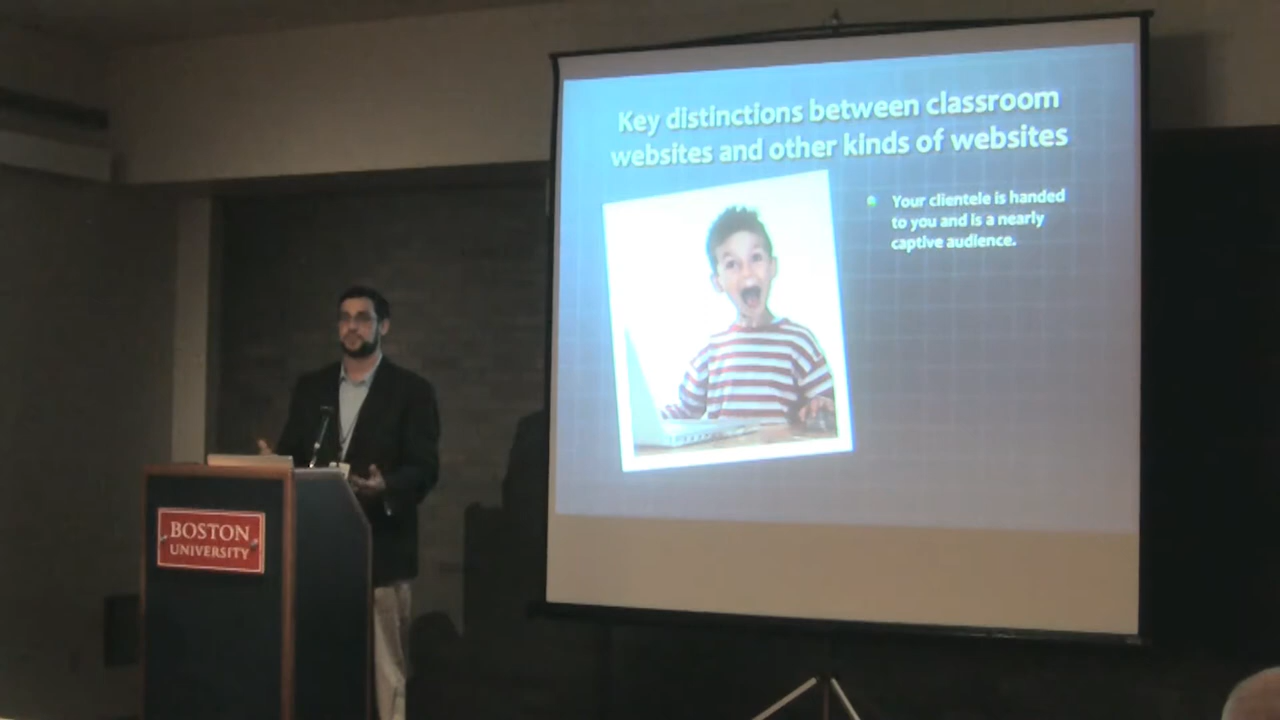 Key distinctions between classroom
websites and other kinds of websites
Your clientele is handed
to you and is a nearly
captive audience.
BOSTON
UNIVERSITY